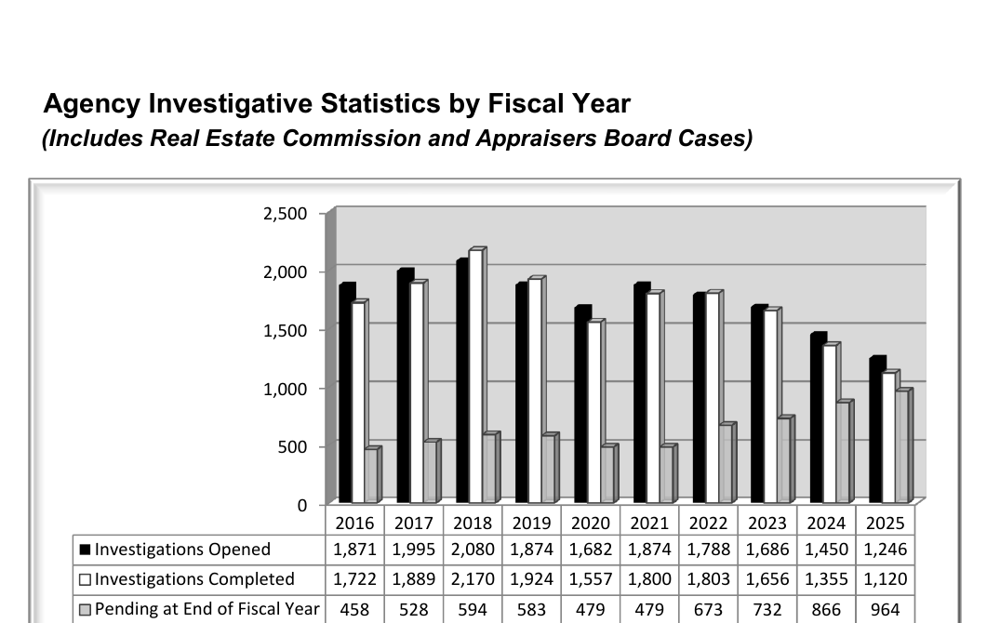 Agency Investigative Statistics by Fiscal Year
(Includes Real Estate Commission and Appraisers Board Cases)
2,500
2,000
1,500
1,000
500
0
2016 2017 2018 2019 2020 2021 2022 2023 2024 2025
Investigations Opened 1,871 1,995 2,080 1,874 1,682 1,874 1,788 1,686 1,450 1,246
Investigations Completed 1,722 1,889 2,170 1,924 1,557 1,800 1,803 1,656 1,355 1,120
Pending at End of Fiscal Year 458 528 594 583 479 479 673 732 866 964